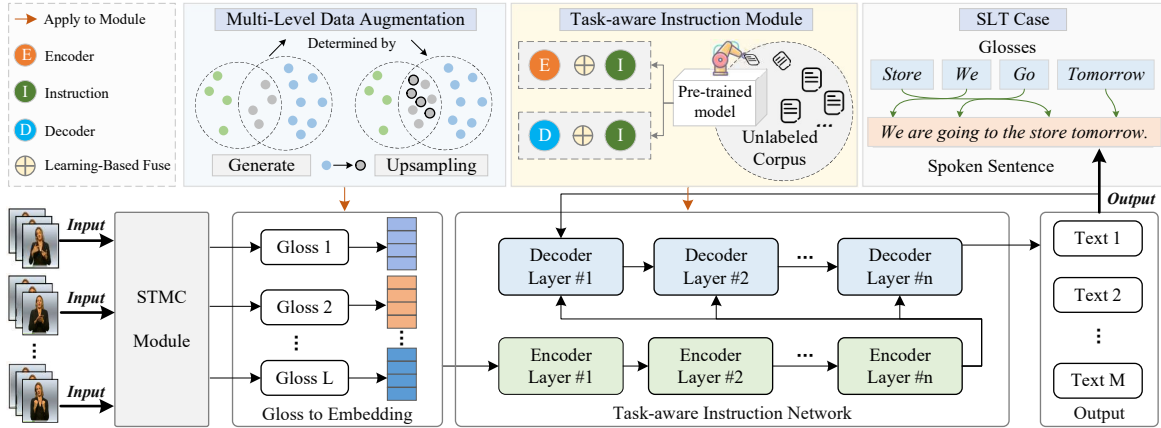 Apply to Module
E
Encoder
I
Instruction
D
Decoder
Learning-Based Fuse
Multi-Level Data Augmentation
Determined by
Generate
Upsampling
Task-aware Instruction Module
E
I
D
I
Pre-trained
model
Unlabeled
Corpus
...
SLT Case
Glosses
Store
We
Go
Tomorrow
We are going to the store tomorrow.
Spoken Sentence
Input
Input
...
Input
STMC
Module
Gloss 1
Gloss 2
...
...
Gloss L
Gloss to Embedding
Decoder
Layer #1
Decoder
Layer #2
...
Decoder
Layer #n
Encoder
Layer #1
Encoder
Layer #2
...
Encoder
Layer #n
Task-aware Instruction Network
Output
Text 1
Text 2
...
Text M
Output